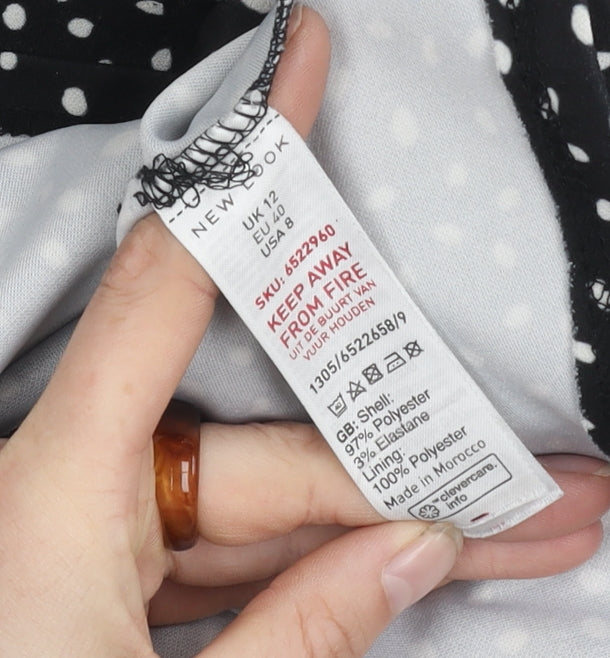 NEW LOOK
UK 12
EU 40
USA 8
SKU: 6522960
KEEP AWAY
FROM FIRE
UIT DE BUURT VAN
VUUR HOUDEN
1305/6522658/9
40
GB: Shell:
97% Polyester
3% Elastane
Lining:
100% Polyester
Made in Morocco
clevercare.
info